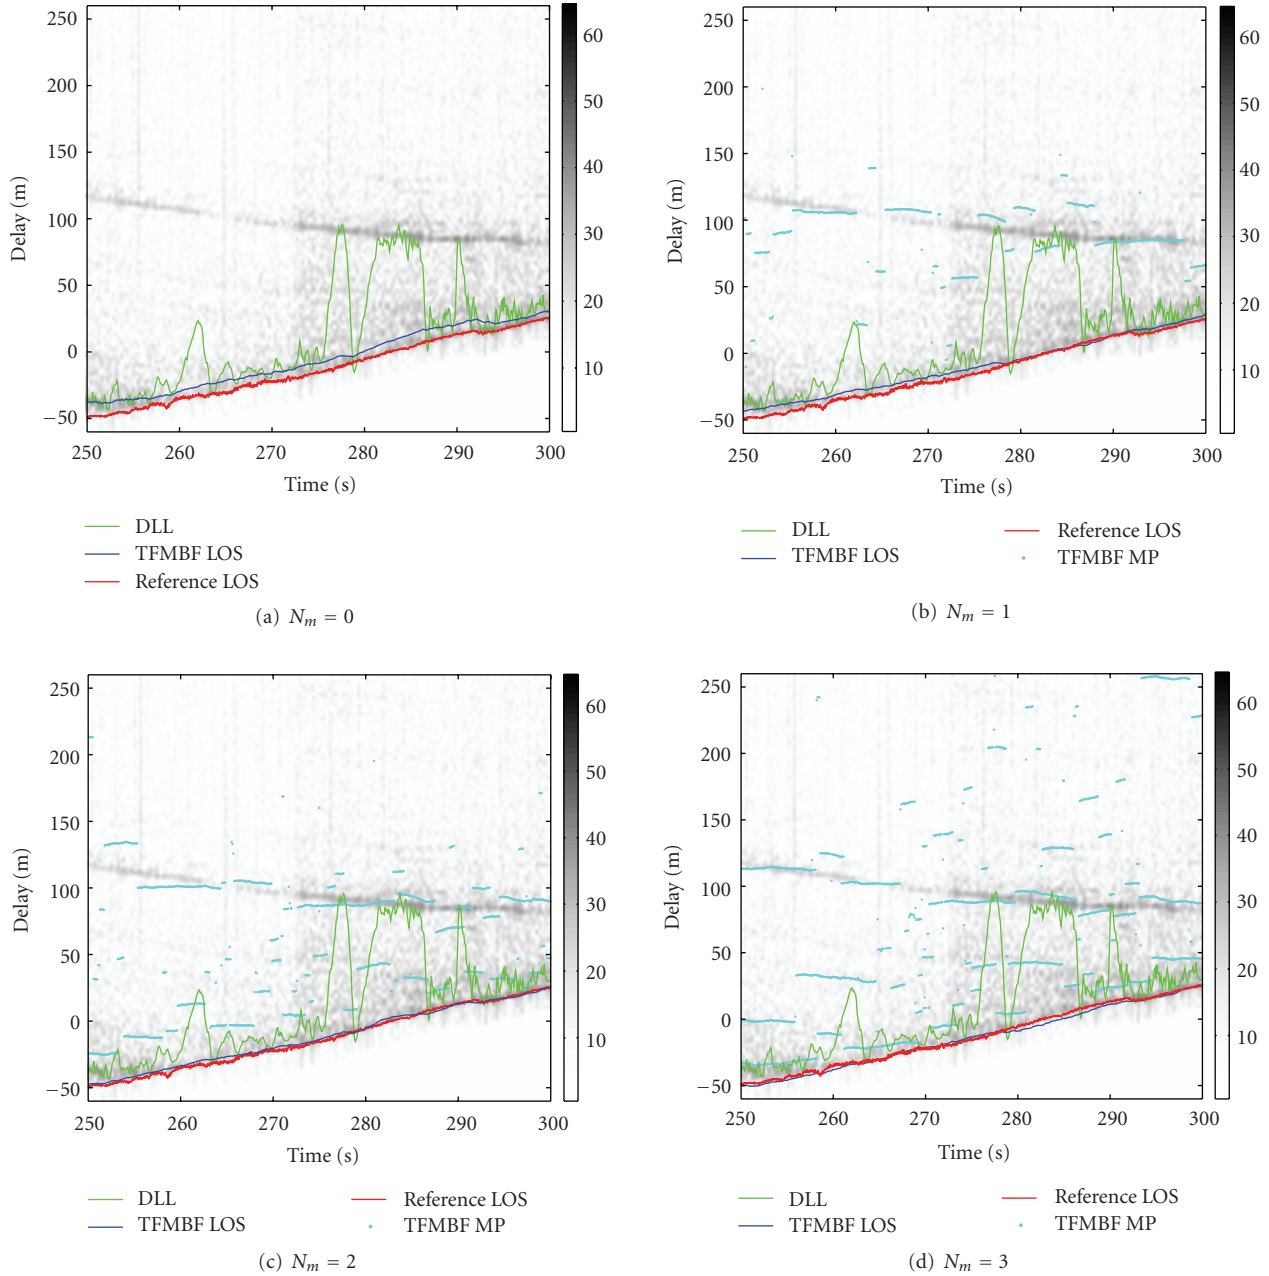 250
200
150
100
50
0
−50
Delay (m)
250 260 270 280 290 300
Time (s)
60
50
40
30
20
10
DLL
TFMBF LOS
Reference LOS
(a) Nm = 0
250
200
150
100
50
0
−50
Delay (m)
250 260 270 280 290 300
Time (s)
60
50
40
30
20
10
DLL
TFMBF LOS
Reference LOS
TFMBF MP
(b) Nm = 1
250
200
150
100
50
0
−50
Delay (m)
250 260 270 280 290 300
Time (s)
60
50
40
30
20
10
DLL
TFMBF LOS
Reference LOS
TFMBF MP
(c) Nm = 2
250
200
150
100
50
0
−50
Delay (m)
250 260 270 280 290 300
Time (s)
60
50
40
30
20
10
DLL
TFMBF LOS
Reference LOS
TFMBF MP
(d) Nm = 3